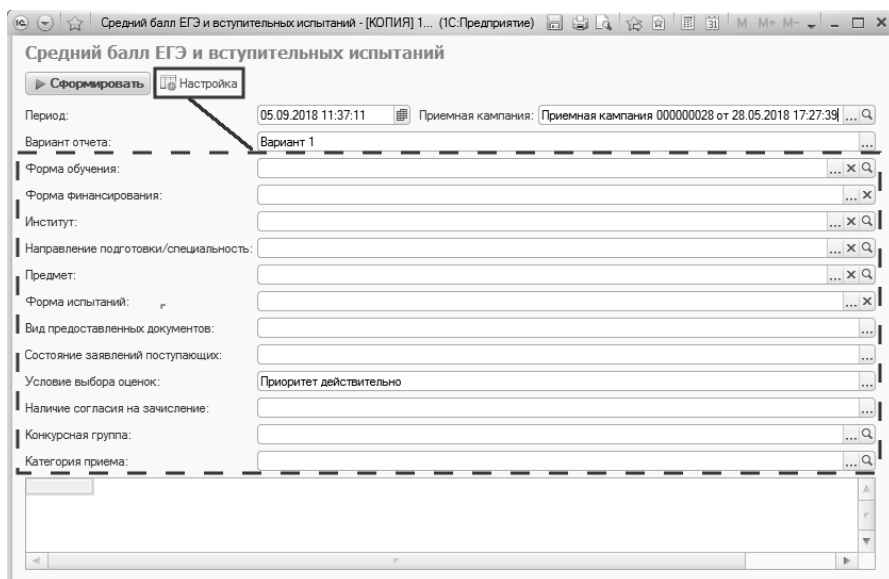 Средний балл ЕГЭ и вступительных испытаний - [КОПИЯ] 1... (1С:Предприятие) 31 M M+ M-
Средний балл ЕГЭ и вступительных испытаний
Сформировать Настройка
Период: 05.09.2018 11:37:11 Приемная кампания: Приемная кампания 000000028 от 28.05.2018 17:27:39 ...
Вариант отчета: Вариант 1 ...
Форма обучения: ...
Форма финансирования: ...
Институт: ...
Направление подготовки/специальность: ...
Предмет: ...
Форма испытаний: ...
Вид предоставленных документов: ...
Состояние заявлений поступающих: ...
Условие выбора оценок: Приоритет действительно ...
Наличие согласия на зачисление: ...
Конкурсная группа: ...
Категория приема: ...